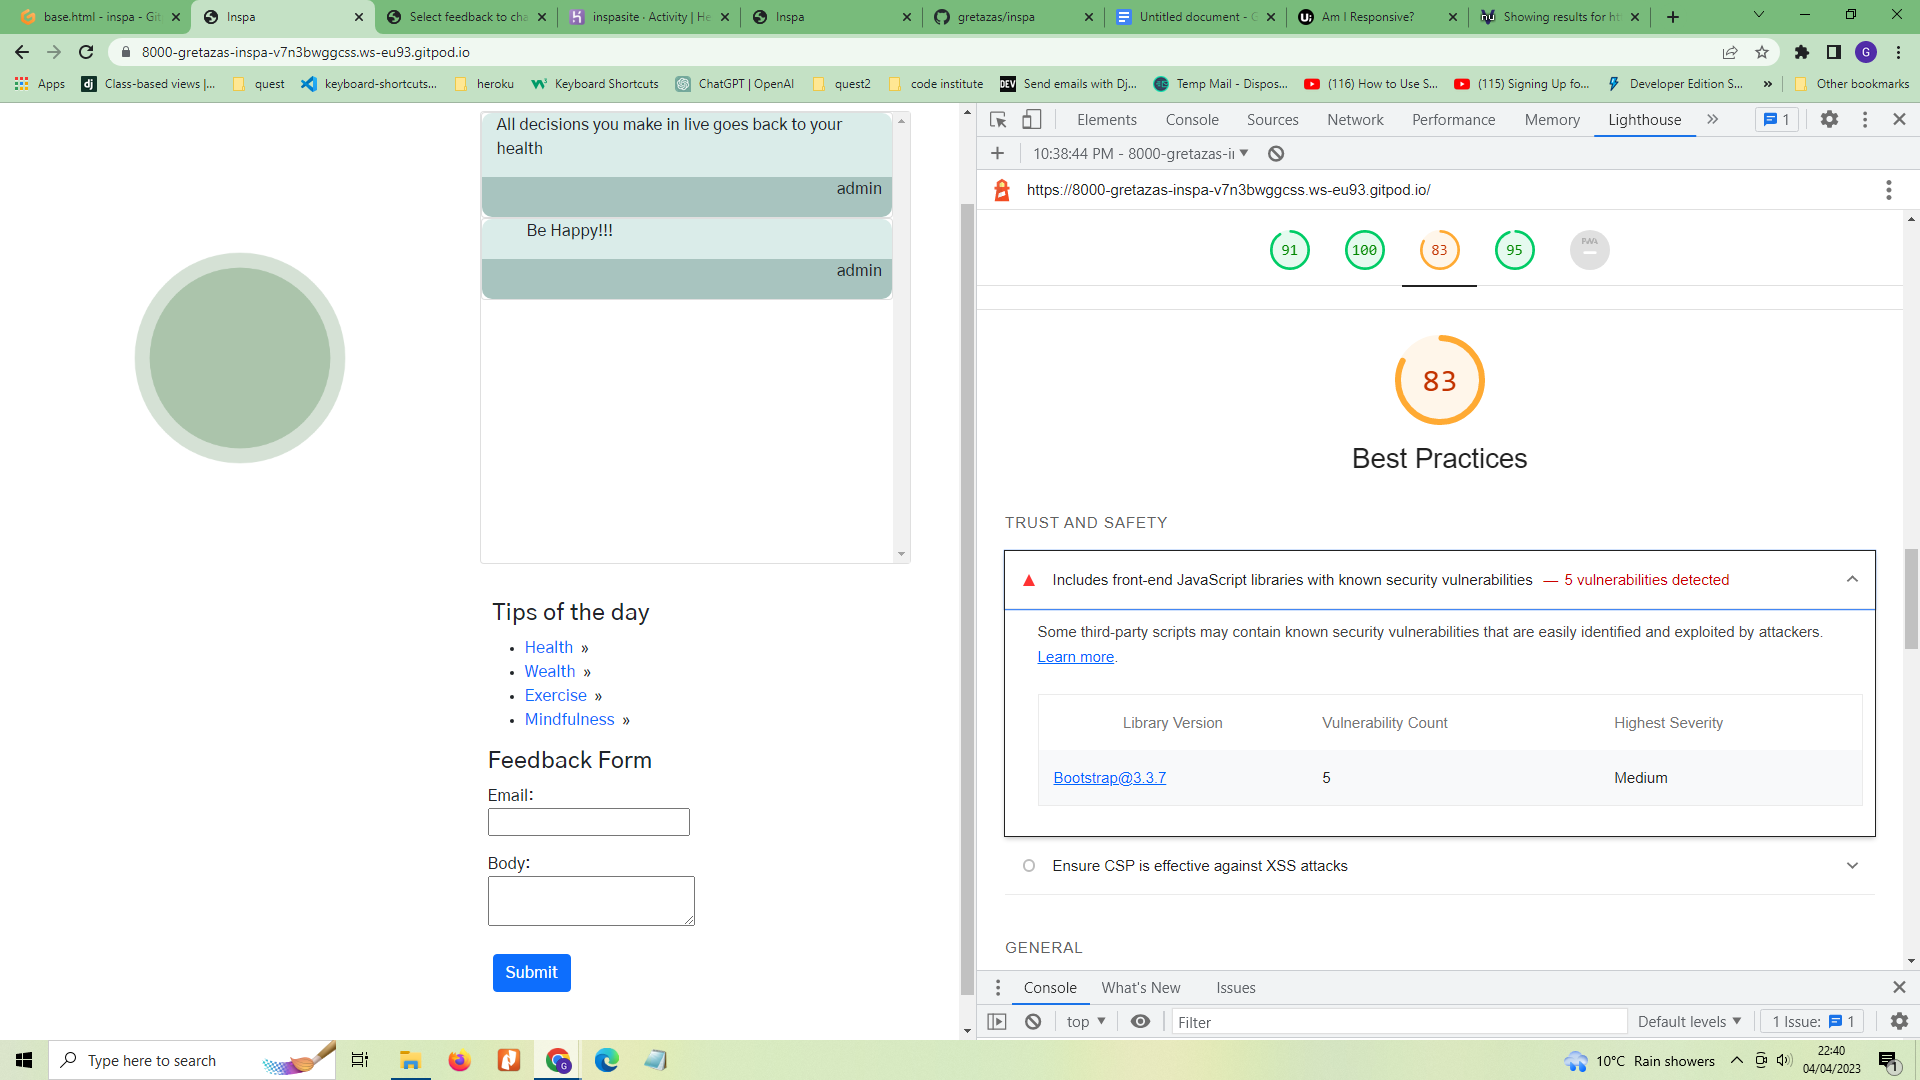 base.html - inspa - Git
Inspa
Select feedback to cha
inspasite · Activity | He
Inspa
gretazas/inspa
Untitled document - G
Am I Responsive?
Showing results for ht
8000-gretazas-inspa-v7n3bwggcss.ws-eu93.gitpod.io
G
Apps
dj Class-based views |...
quest
keyboard-shortcuts...
heroku
Keyboard Shortcuts
ChatGPT | OpenAI
quest2
code institute
DEV Send emails with Dj...
Temp Mail - Dispos...
(116) How to Use S...
(115) Signing Up fo...
Developer Edition S...
»
Other bookmarks
All decisions you make in live goes back to your
health
admin
Be Happy!!!
admin
Tips of the day
• Health »
• Wealth »
• Exercise »
• Mindfulness »
Feedback Form
Email:
Body:
Submit
Elements Console Sources Network Performance Memory Lighthouse » 1
10:38:44 PM - 8000-gretazas-i
https://8000-gretazas-inspa-v7n3bwggcss.ws-eu93.gitpod.io/
91 100 83 95 PWA
83
Best Practices
TRUST AND SAFETY
Includes front-end JavaScript libraries with known security vulnerabilities — 5 vulnerabilities detected
Some third-party scripts may contain known security vulnerabilities that are easily identified and exploited by attackers.
Learn more.
Library Version Vulnerability Count Highest Severity
Bootstrap@3.3.7 5 Medium
Ensure CSP is effective against XSS attacks
GENERAL
Console What's New Issues
top Filter Default levels 1 Issue: 1
Type here to search
10°C Rain showers
22:40
04/04/2023
1